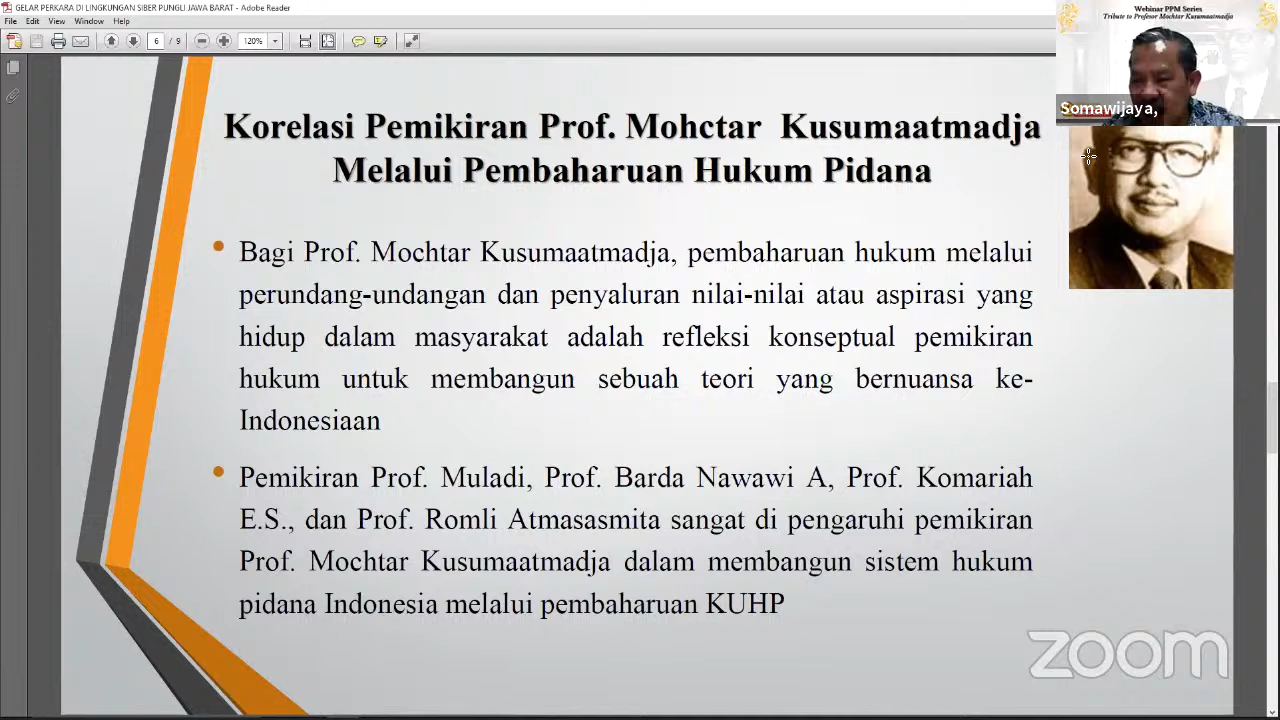 GELAR PERKARA DI LINGKUNGAN SIBER PUNGLI JAWA BARAT - Adobe Reader
File Edit View Window Help
6 / 9 120%
Webinar PPM Series
Tribute to Profesor Mochtar Kusumaatmadja
Somawijaya,
Korelasi Pemikiran Prof. Mohctar Kusumaatmadja
Melalui Pembaharuan Hukum Pidana
• Bagi Prof. Mochtar Kusumaatmadja, pembaharuan hukum melalui
perundang-undangan dan penyaluran nilai-nilai atau aspirasi yang
hidup dalam masyarakat adalah refleksi konseptual pemikiran
hukum untuk membangun sebuah teori yang bernuansa ke-
Indonesiaan
• Pemikiran Prof. Muladi, Prof. Barda Nawawi A, Prof. Komariah
E.S., dan Prof. Romli Atmasasmita sangat di pengaruhi pemikiran
Prof. Mochtar Kusumaatmadja dalam membangun sistem hukum
pidana Indonesia melalui pembaharuan KUHP
zoom